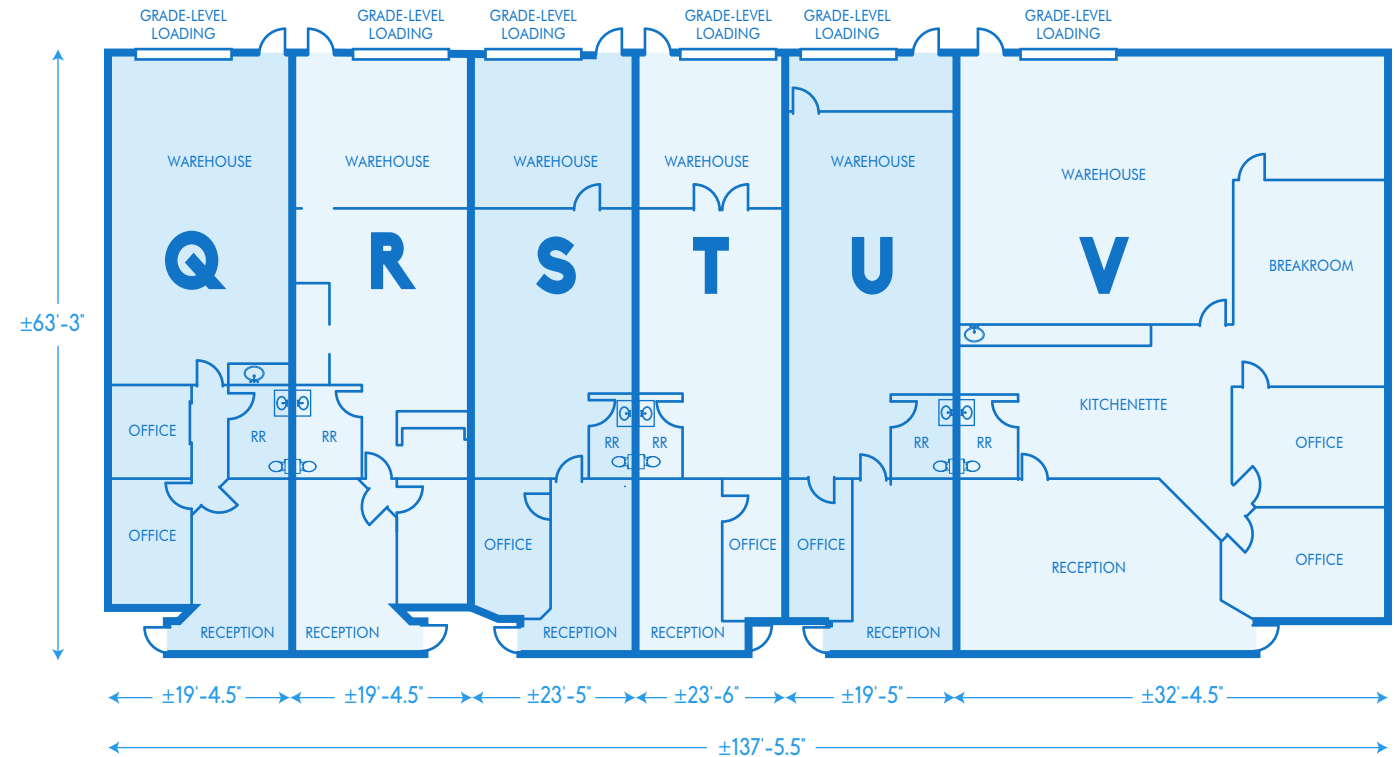 GRADE-LEVEL
LOADING
GRADE-LEVEL
LOADING
GRADE-LEVEL
LOADING
GRADE-LEVEL
LOADING
GRADE-LEVEL
LOADING
GRADE-LEVEL
LOADING
WAREHOUSE
WAREHOUSE
WAREHOUSE
WAREHOUSE
WAREHOUSE
WAREHOUSE
Q
R
S
T
U
V
BREAKROOM
±63'-3"
KITCHENETTE
OFFICE
RR
RR
RR
RR
RR
RR
OFFICE
OFFICE
OFFICE
OFFICE
OFFICE
OFFICE
RECEPTION
RECEPTION
RECEPTION
RECEPTION
RECEPTION
RECEPTION
±19'-4.5"
±19'-4.5"
±23'-5"
±23'-6"
±19'-5"
±32'-4.5"
±137'-5.5"